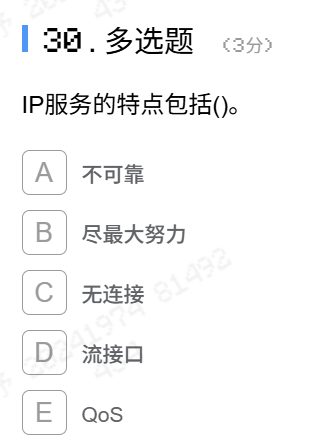 30.多选题 (3分)
IP服务的特点包括()。
A 不可靠
B 尽最大努力
C 无连接
D 流接口
E QoS